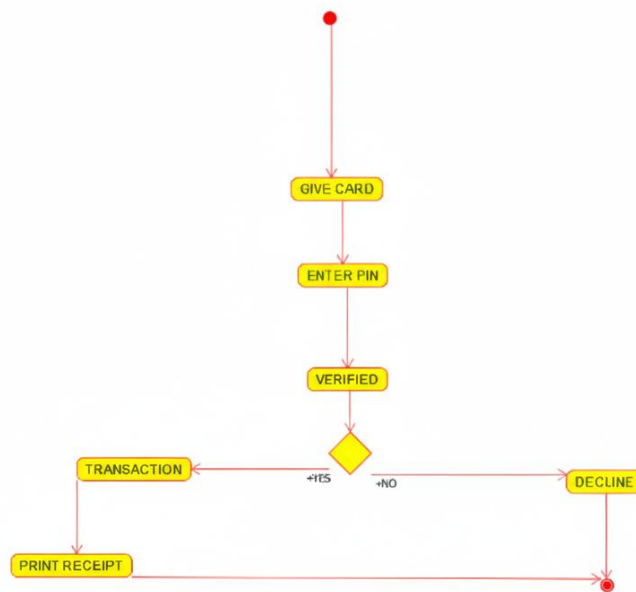 GIVE CARD
ENTER PIN
VERIFIED
TRANSACTION
+YES
+NO
DECLINE
PRINT RECEIPT